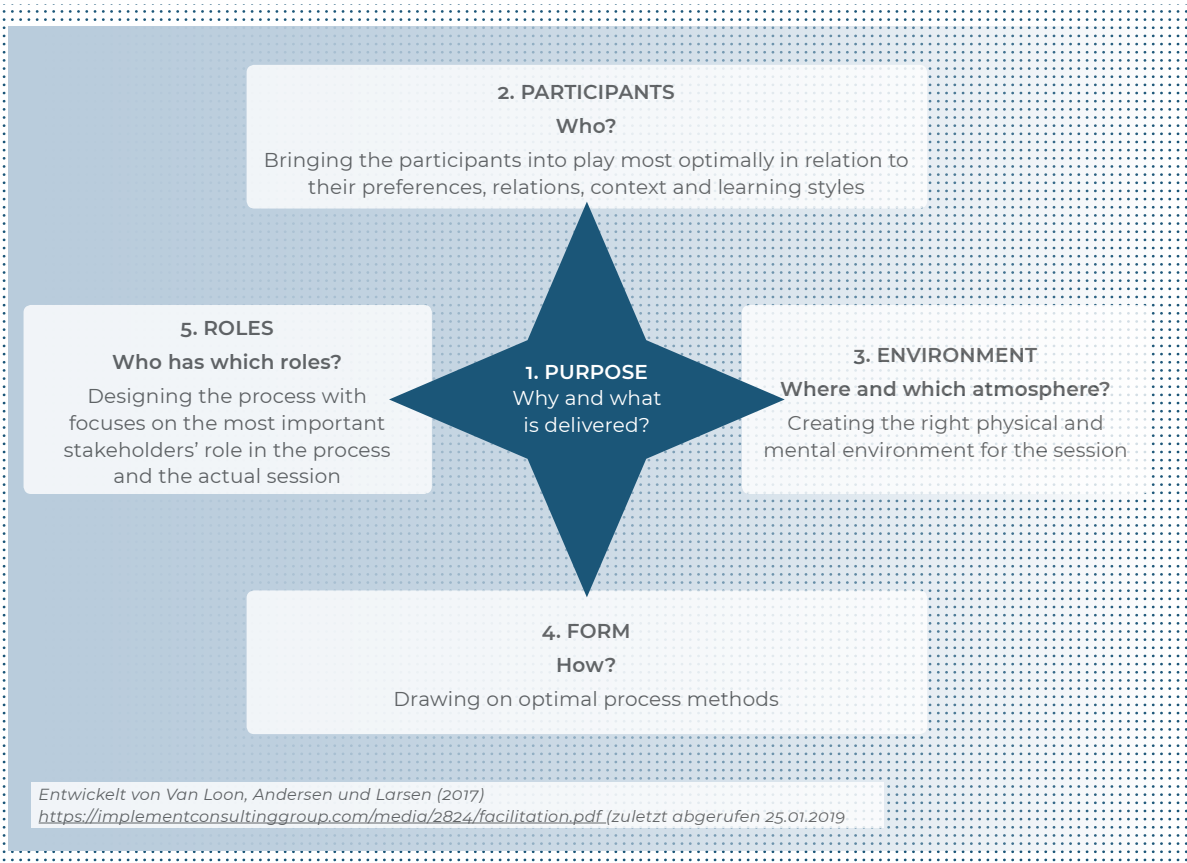 2. PARTICIPANTS
Who?
Bringing the participants into play most optimally in relation to
their preferences, relations, context and learning styles
5. ROLES
Who has which roles?
Designing the process with
focuses on the most important
stakeholders’ role in the process
and the actual session
1. PURPOSE
Why and what
is delivered?
3. ENVIRONMENT
Where and which atmosphere?
Creating the right physical and
mental environment for the session
4. FORM
How?
Drawing on optimal process methods
Entwickelt von Van Loon, Andersen und Larsen (2017)
https://implementconsultinggroup.com/media/2824/facilitation.pdf (zuletzt abgerufen 25.01.2019